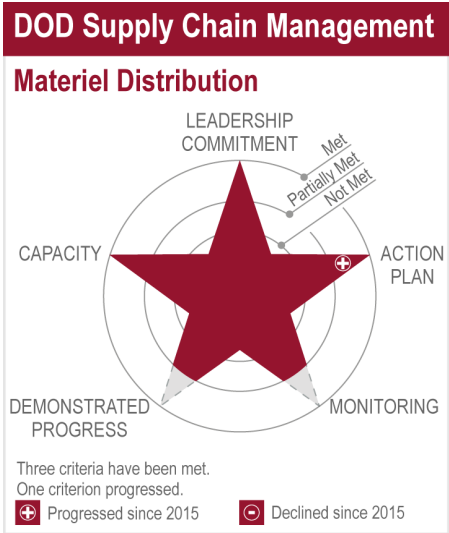 DOD Supply Chain Management
Materiel Distribution
LEADERSHIP
COMMITMENT
Met
Partially Met
Not Met
CAPACITY
ACTION
PLAN
DEMONSTRATED
PROGRESS
MONITORING
Three criteria have been met.
One criterion progressed.
Progressed since 2015
Declined since 2015